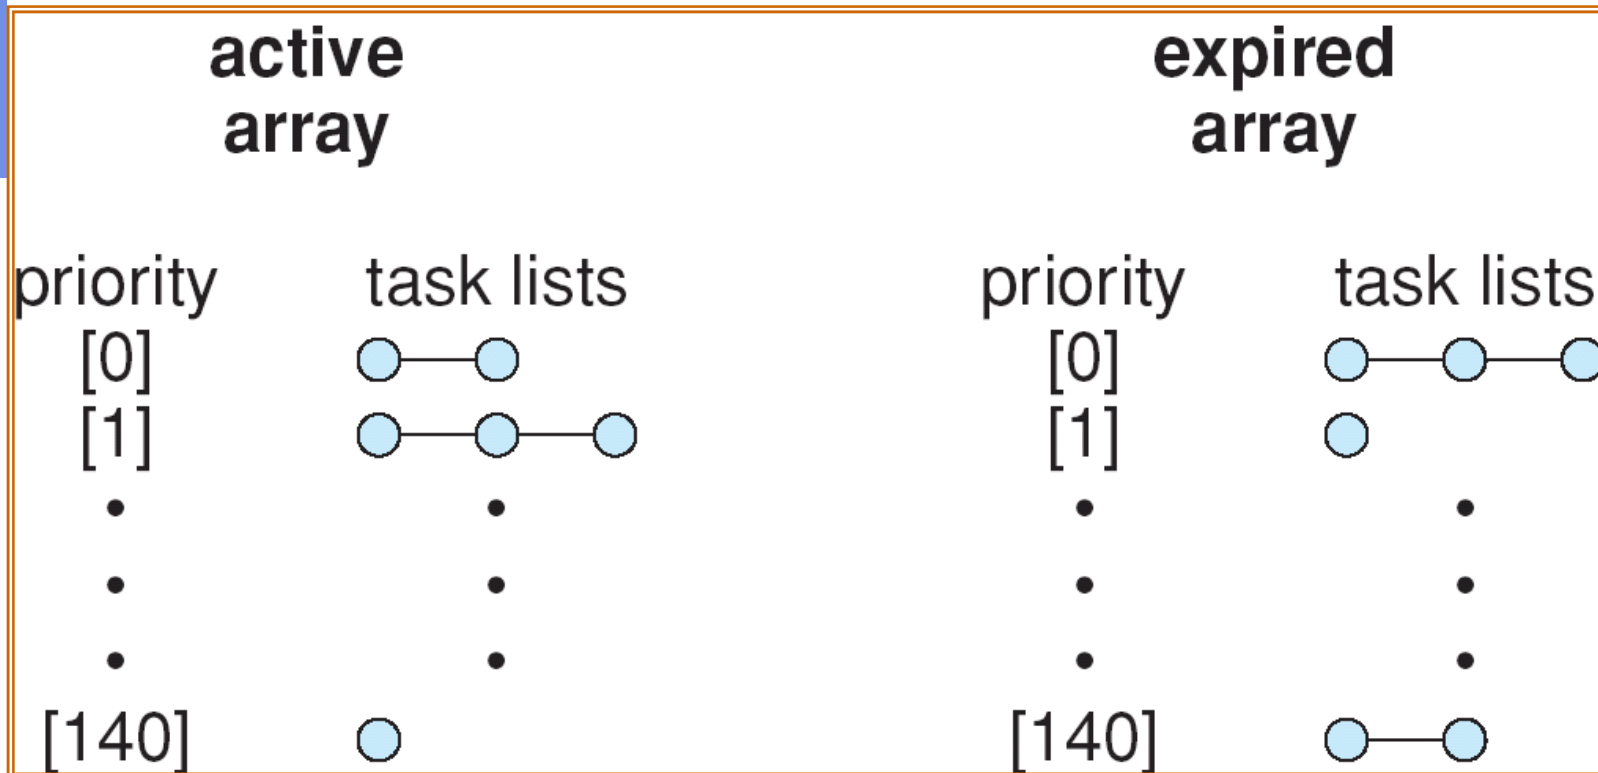 active
array
priority task lists
[0]
[1]
[140]
expired
array
priority task lists
[0]
[1]
[140]